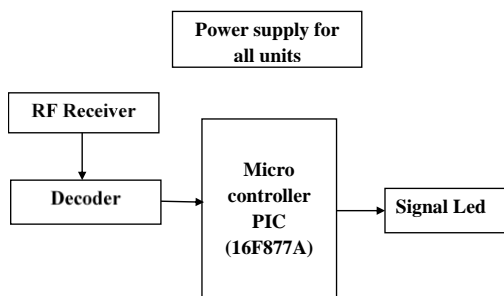 Power supply for
all units
RF Receiver
Decoder
Micro
controller
PIC
(16F877A)
Signal Led